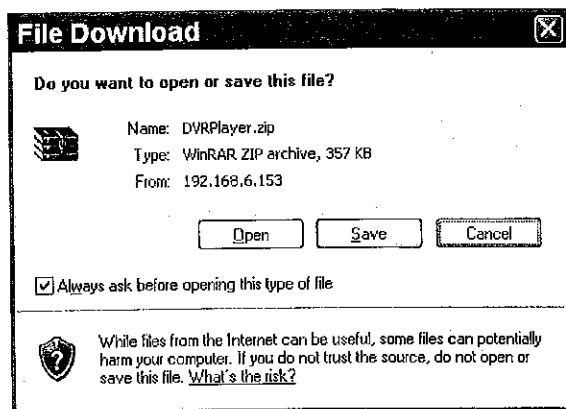 File Download
Do you want to open or save this file?
Name: DVRPlayer.zip
Type: WinRAR ZIP archive, 357 KB
From: 192.168.6.153
Open
Save
Cancel
Always ask before opening this type of file
While files from the Internet can be useful, some files can potentially
harm your computer. If you do not trust the source, do not open or
save this file. What's the risk?